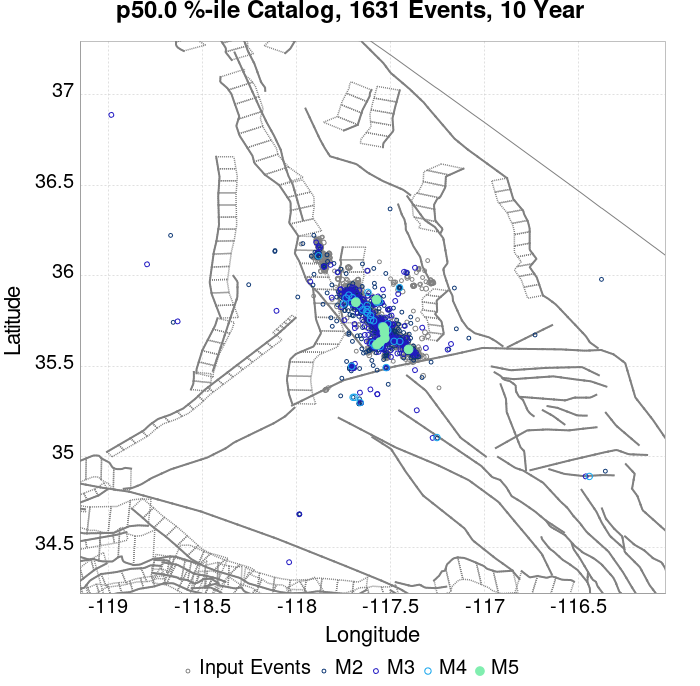 p50.0 %-ile Catalog, 1631 Events, 10 Year
37
36.5
36
35.5
35
34.5
Latitude
-119
-118.5
-118
-117.5
-117
-116.5
Longitude
Input Events
M2
M3
M4
M5